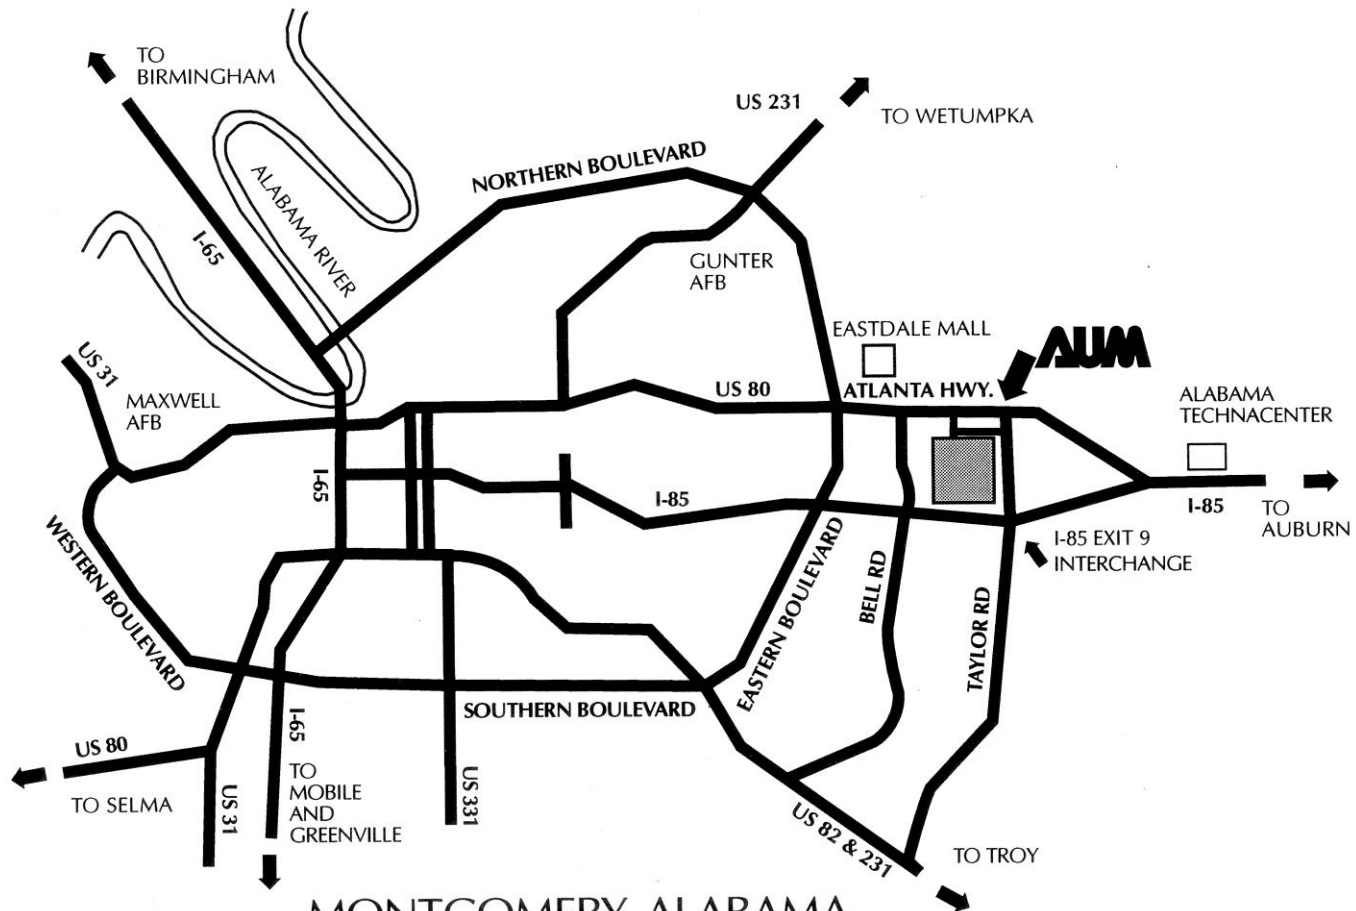 TO
BIRMINGHAM
US 231
TO WETUMPKA
NORTHERN BOULEVARD
ALABAMA RIVER
I-65
GUNTER
AFB
EASTDALE MALL
AUM
US 31
MAXWELL
AFB
US 80
ATLANTA HWY.
ALABAMA
TECHNACENTER
I-65
I-85
I-85
TO
AUBURN
I-85 EXIT 9
INTERCHANGE
WESTERN BOULEVARD
EASTERN BOULEVARD
BELL RD
TAYLOR RD
SOUTHERN BOULEVARD
US 80
TO SELMA
US 31
I-65
TO
MOBILE
AND
GREENVILLE
US 331
US 82 & 231
TO TROY
MONTGOMERY, ALABAMA